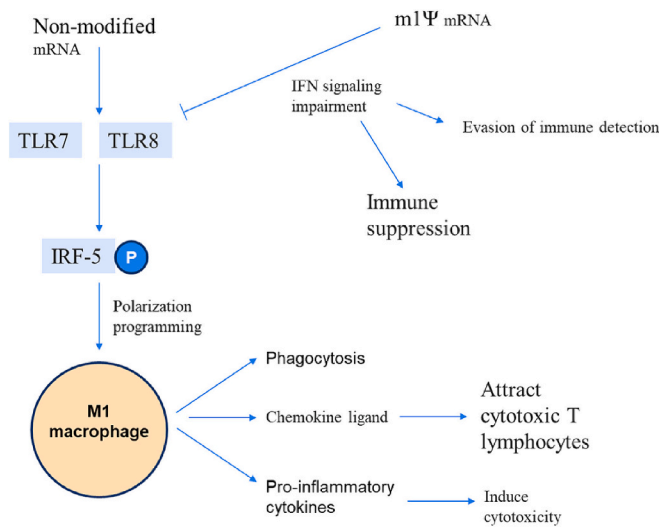 Non-modified
mRNA
m1Ψ mRNA
IFN signaling
impairment
TLR7
TLR8
Evasion of immune detection
Immune
suppression
IRF-5
P
Polarization
programming
M1
macrophage
Phagocytosis
Chemokine ligand
Attract
cytotoxic T
lymphocytes
Pro-inflammatory
cytokines
Induce
cytotoxicity